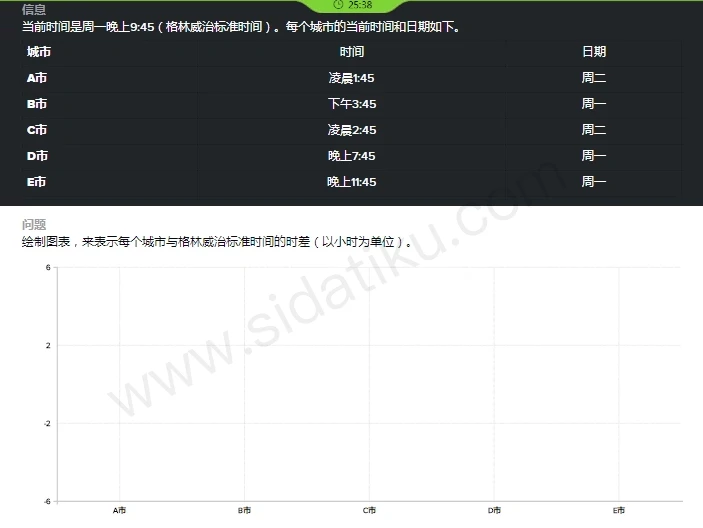 25:38
信息
当前时间是周一晚上9:45（格林威治标准时间）。每个城市的当前时间和日期如下。
城市 时间 日期
A市 凌晨1:45 周二
B市 下午3:45 周一
C市 凌晨2:45 周二
D市 晚上7:45 周一
E市 晚上11:45 周一
问题
绘制图表，来表示每个城市与格林威治标准时间的时差（以小时为单位）。
6
2
-2
-6
A市 B市 C市 D市 E市
www.sidatiku.com